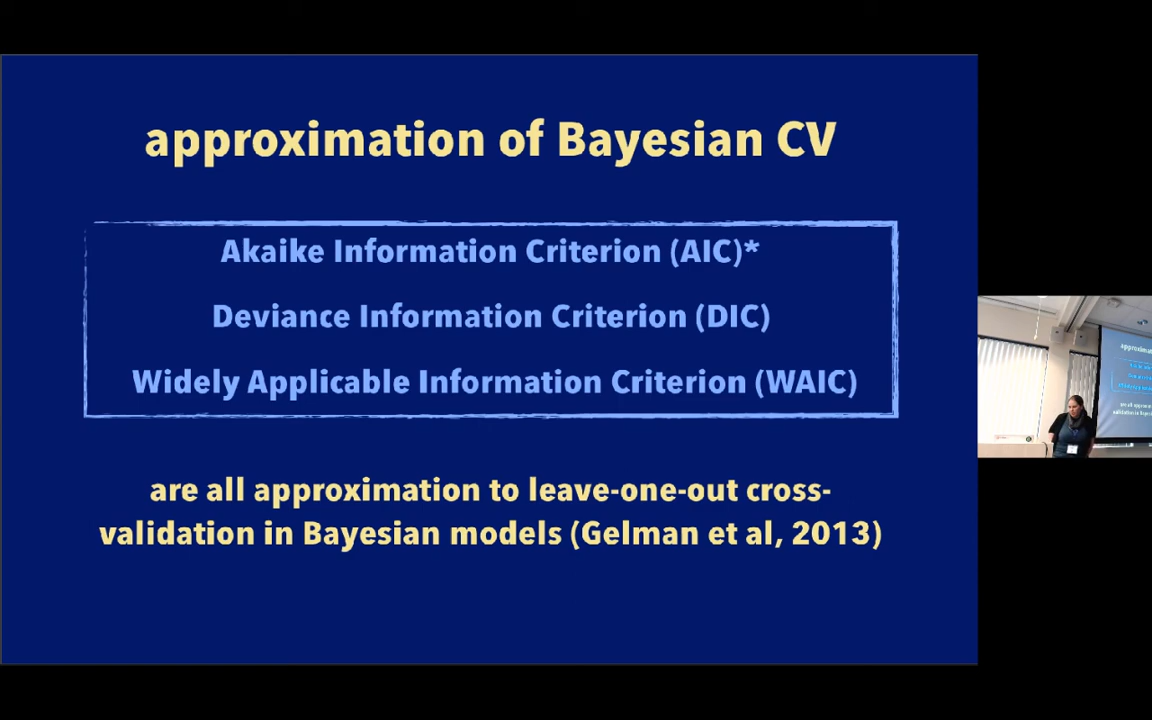 approximation of Bayesian CV
Akaike Information Criterion (AIC)*
Deviance Information Criterion (DIC)
Widely Applicable Information Criterion (WAIC)
are all approximation to leave-one-out cross-
validation in Bayesian models (Gelman et al, 2013)